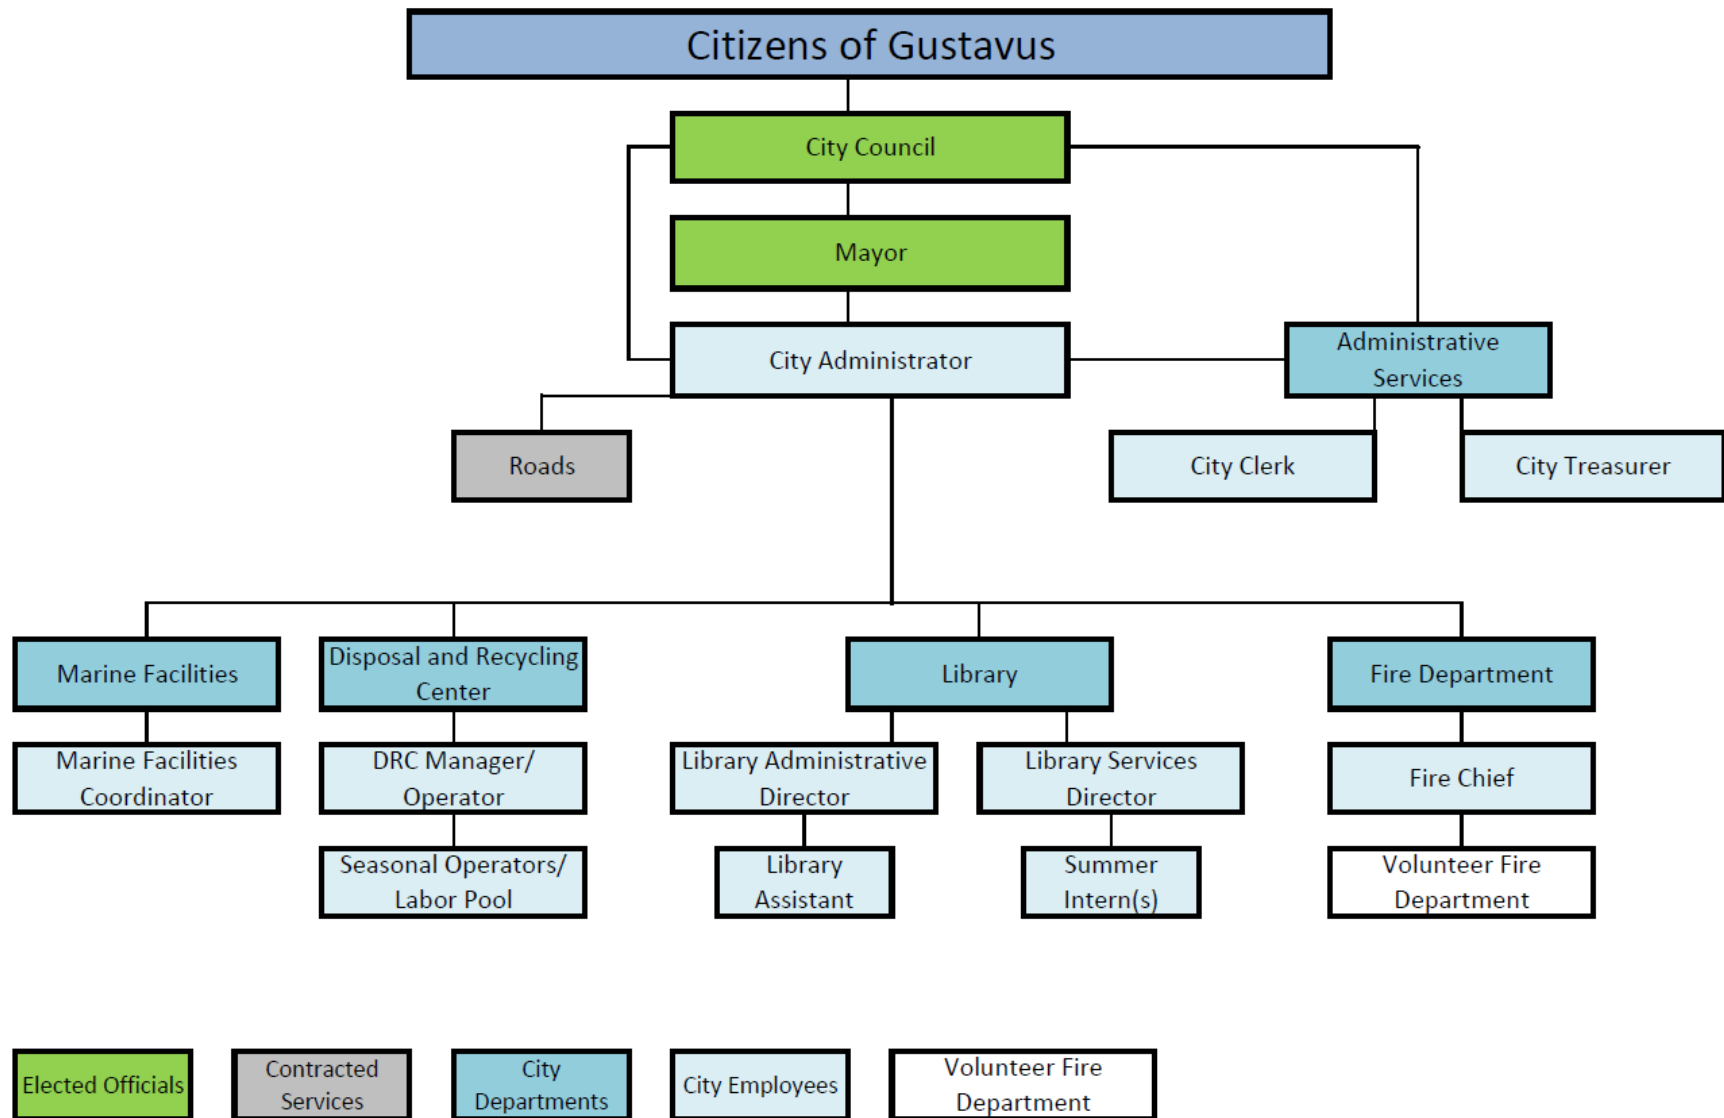 Citizens of Gustavus
City Council
Mayor
City Administrator
Administrative
Services
Roads
City Clerk
City Treasurer
Marine Facilities
Disposal and Recycling
Center
Library
Fire Department
Marine Facilities
Coordinator
DRC Manager/
Operator
Library Administrative
Director
Library Services
Director
Fire Chief
Seasonal Operators/
Labor Pool
Library
Assistant
Summer
Intern(s)
Volunteer Fire
Department
Elected Officials
Contracted
Services
City
Departments
City Employees
Volunteer Fire
Department